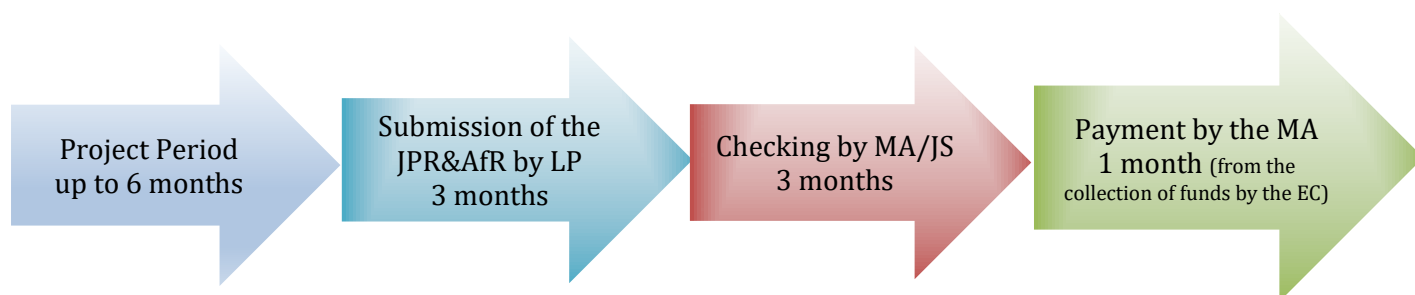 Project Period
up to 6 months
Submission of the
JPR&AfR by LP
3 months
Checking by MA/JS
3 months
Payment by the MA
1 month (from the
collection of funds by the EC)